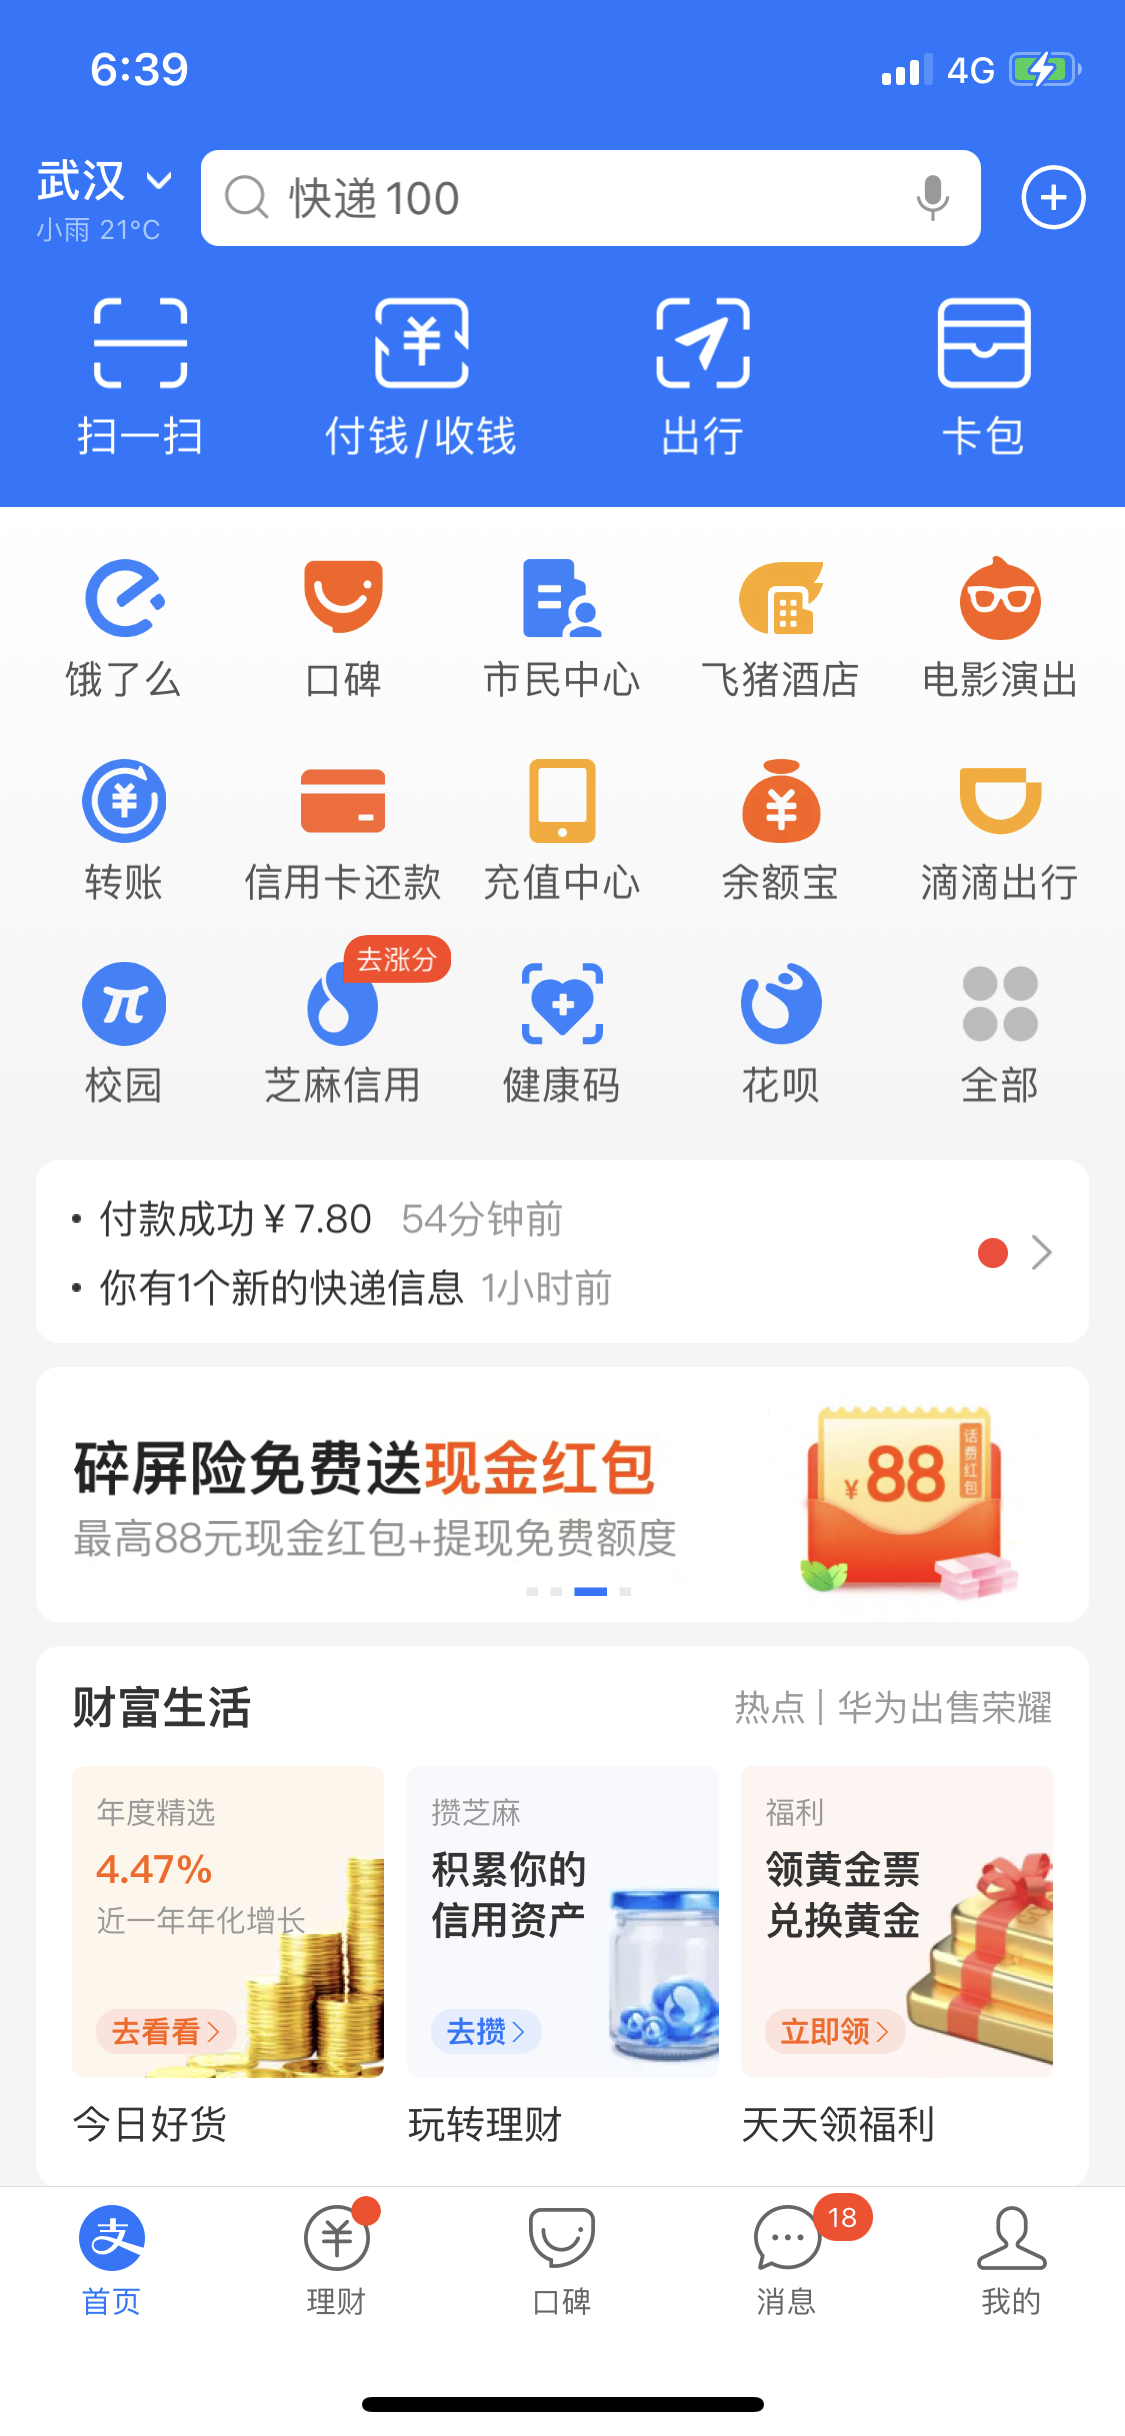 6:39
4G
武汉
快递100
小雨 21°C
扫一扫
付钱/收钱
出行
卡包
饿了么
口碑
市民中心
飞猪酒店
电影演出
转账
信用卡还款
充值中心
余额宝
滴滴出行
去涨分
校园
芝麻信用
健康码
花呗
全部
· 付款成功¥7.80 54分钟前
· 你有1个新的快递信息 1小时前
碎屏险免费送现金红包
最高88元现金红包+提现免费额度
¥88
话费红包
财富生活
热点 | 华为出售荣耀
年度精选
4.47%
近一年年化增长
去看看
攒芝麻
积累你的
信用资产
去攒
福利
领黄金票
兑换黄金
立即领
今日好货
玩转理财
天天领福利
18
首页
理财
口碑
消息
我的